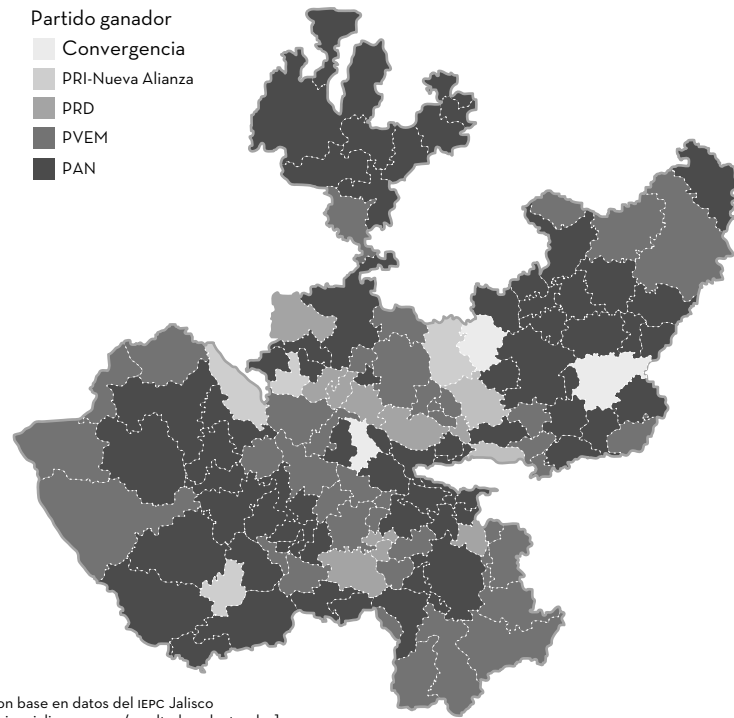 Partido ganador
Convergencia
PRI-Nueva Alianza
PRD
PVEM
PAN
on base en datos del IEPC Jalisco